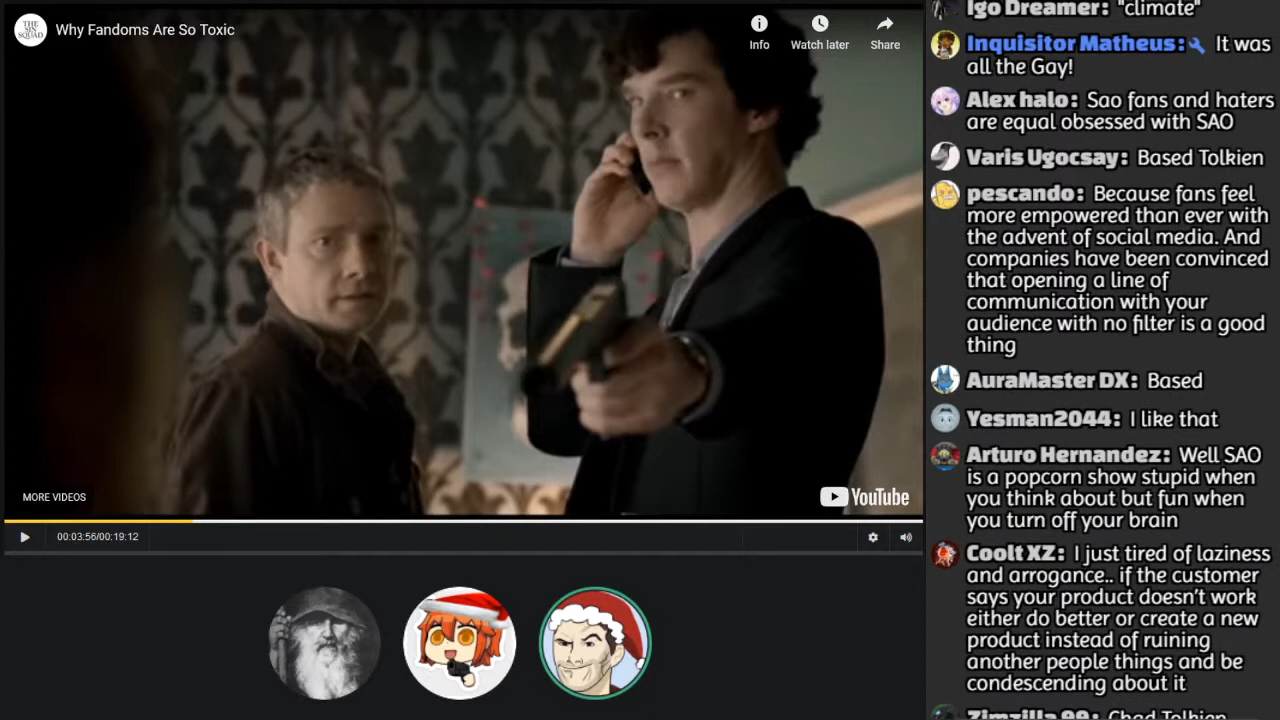 THE
SIN
SQUAD
Why Fandoms Are So Toxic
Info
Watch later
Share
MORE VIDEOS
YouTube
00:03:56/00:19:12
Igo Dreamer: "climate"
Inquisitor Matheus: It was
all the Gay!
Alex halo: Sao fans and haters
are equal obsessed with SAO
Varis Ugocsay: Based Tolkien
pescando: Because fans feel
more empowered than ever with
the advent of social media. And
companies have been convinced
that opening a line of
communication with your
audience with no filter is a good
thing
AuraMaster DX: Based
Yesman2044: I like that
Arturo Hernandez: Well SAO
is a popcorn show stupid when
you think about but fun when
you turn off your brain
Coolt XZ: I just tired of laziness
and arrogance.. if the customer
says your product doesn't work
either do better or create a new
product instead of ruining
another people things and be
condescending about it
Zimzilla 99: Chad Tolkien